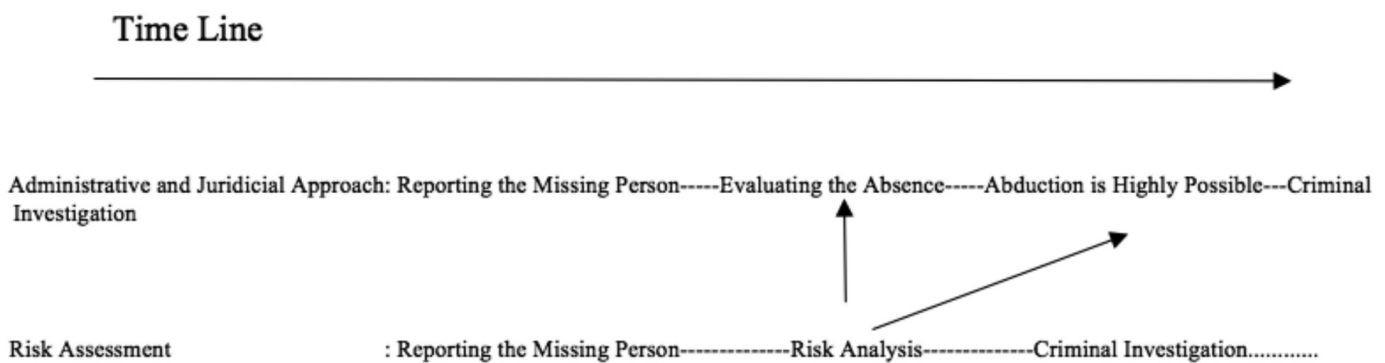 Time Line
Administrative and Juridicial Approach: Reporting the Missing Person-----Evaluating the Absence-----Abduction is Highly Possible---Criminal
Investigation
Risk Assessment : Reporting the Missing Person--------------Risk Analysis--------------Criminal Investigation............